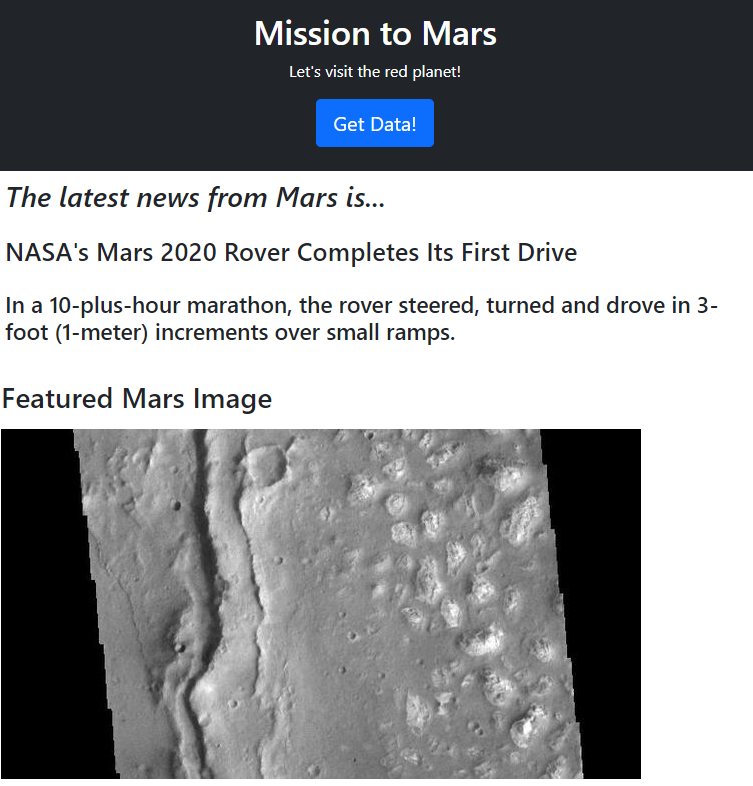 Mission to Mars
Let's visit the red planet!
Get Data!
The latest news from Mars is...
NASA's Mars 2020 Rover Completes Its First Drive
In a 10-plus-hour marathon, the rover steered, turned and drove in 3-
foot (1-meter) increments over small ramps.
Featured Mars Image